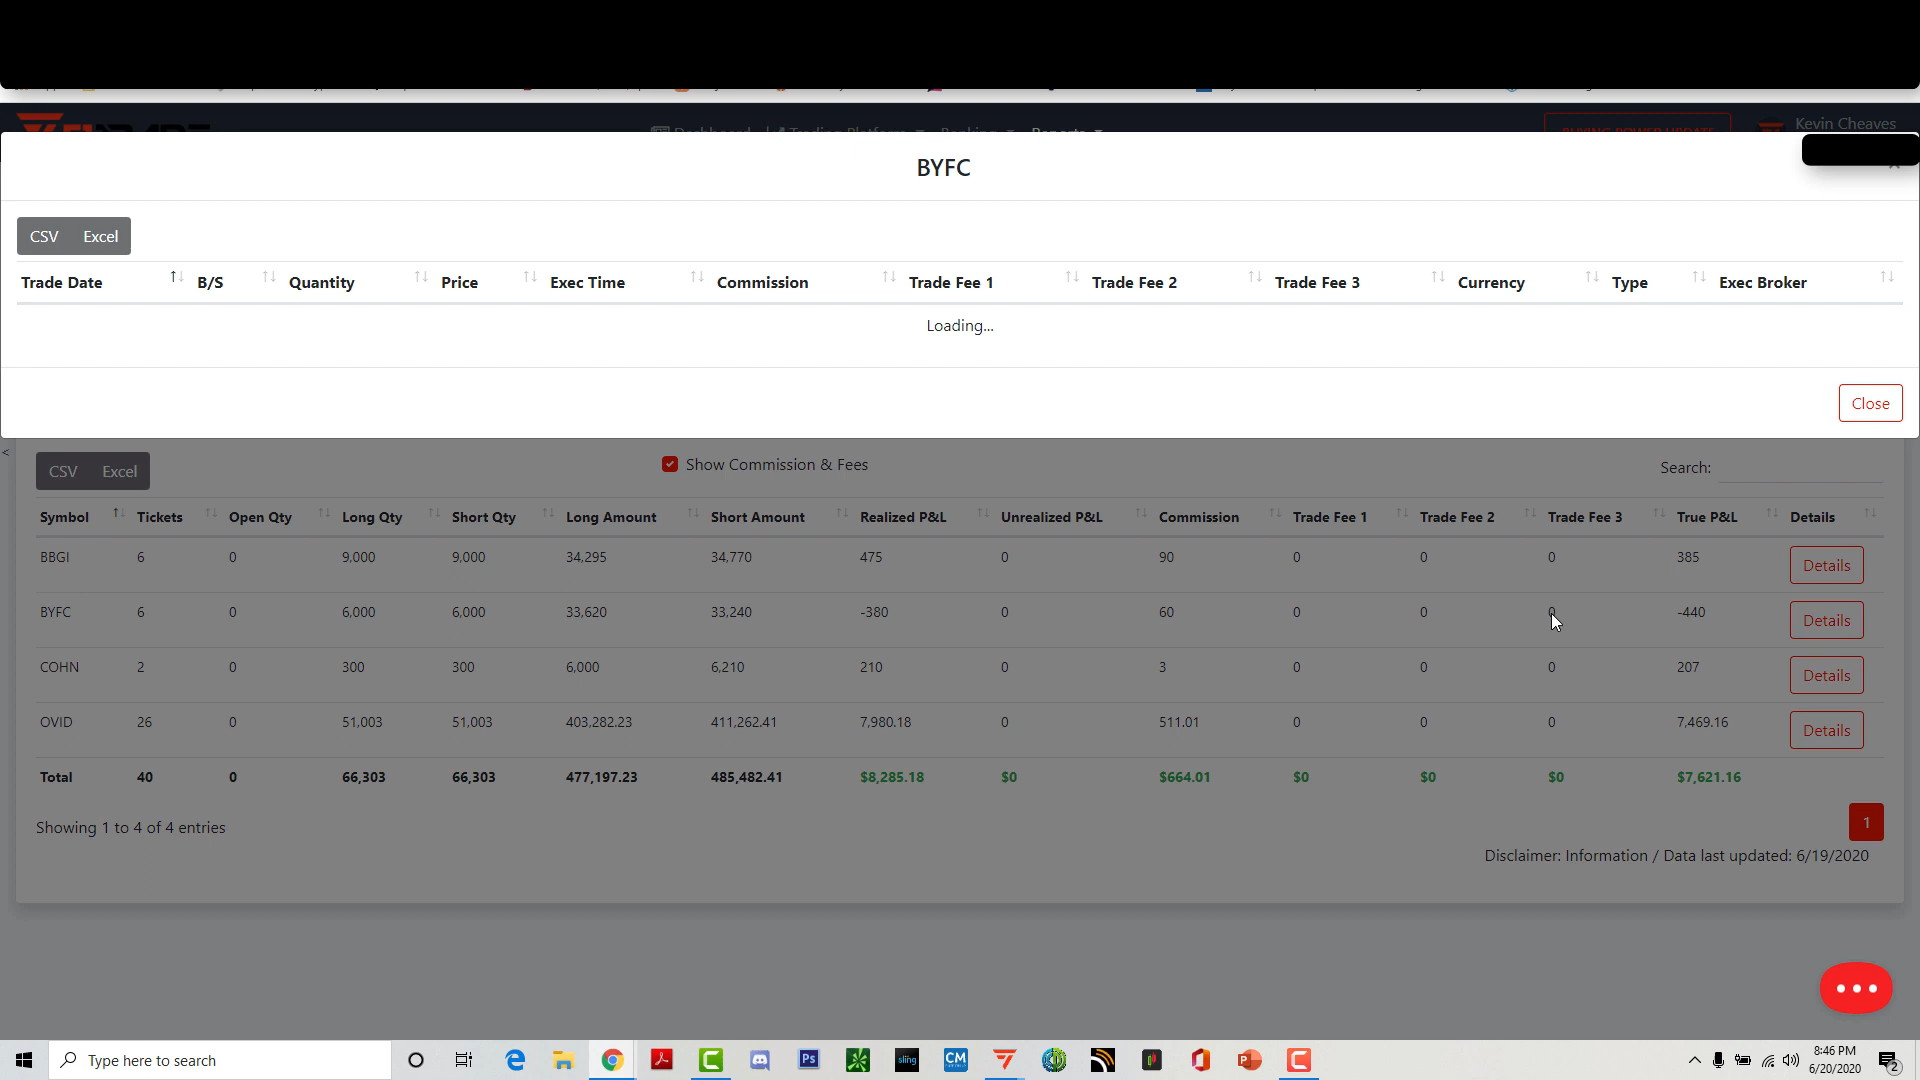 Kevin Cheaves
BYFC
CSV Excel
Trade Date B/S Quantity Price Exec Time Commission Trade Fee 1 Trade Fee 2 Trade Fee 3 Currency Type Exec Broker
Loading...
Close
CSV Excel Show Commission & Fees Search:
Symbol Tickets Open Qty Long Qty Short Qty Long Amount Short Amount Realized P&L Unrealized P&L Commission Trade Fee 1 Trade Fee 2 Trade Fee 3 True P&L Details
BBGI 6 0 9,000 9,000 34,295 34,770 475 0 90 0 0 0 385 Details
BYFC 6 0 6,000 6,000 33,620 33,240 -380 0 60 0 0 0 -440 Details
COHN 2 0 300 300 6,000 6,210 210 0 3 0 0 0 207 Details
OVID 26 0 51,003 51,003 403,282.23 411,262.41 7,980.18 0 511.01 0 0 0 7,469.16 Details
Total 40 0 66,303 66,303 477,197.23 485,482.41 $8,285.18 $0 $664.01 $0 $0 $0 $7,621.16
Showing 1 to 4 of 4 entries 1
Disclaimer: Information / Data last updated: 6/19/2020
Type here to search Ps sling CM 8:46 PM
6/20/2020 2